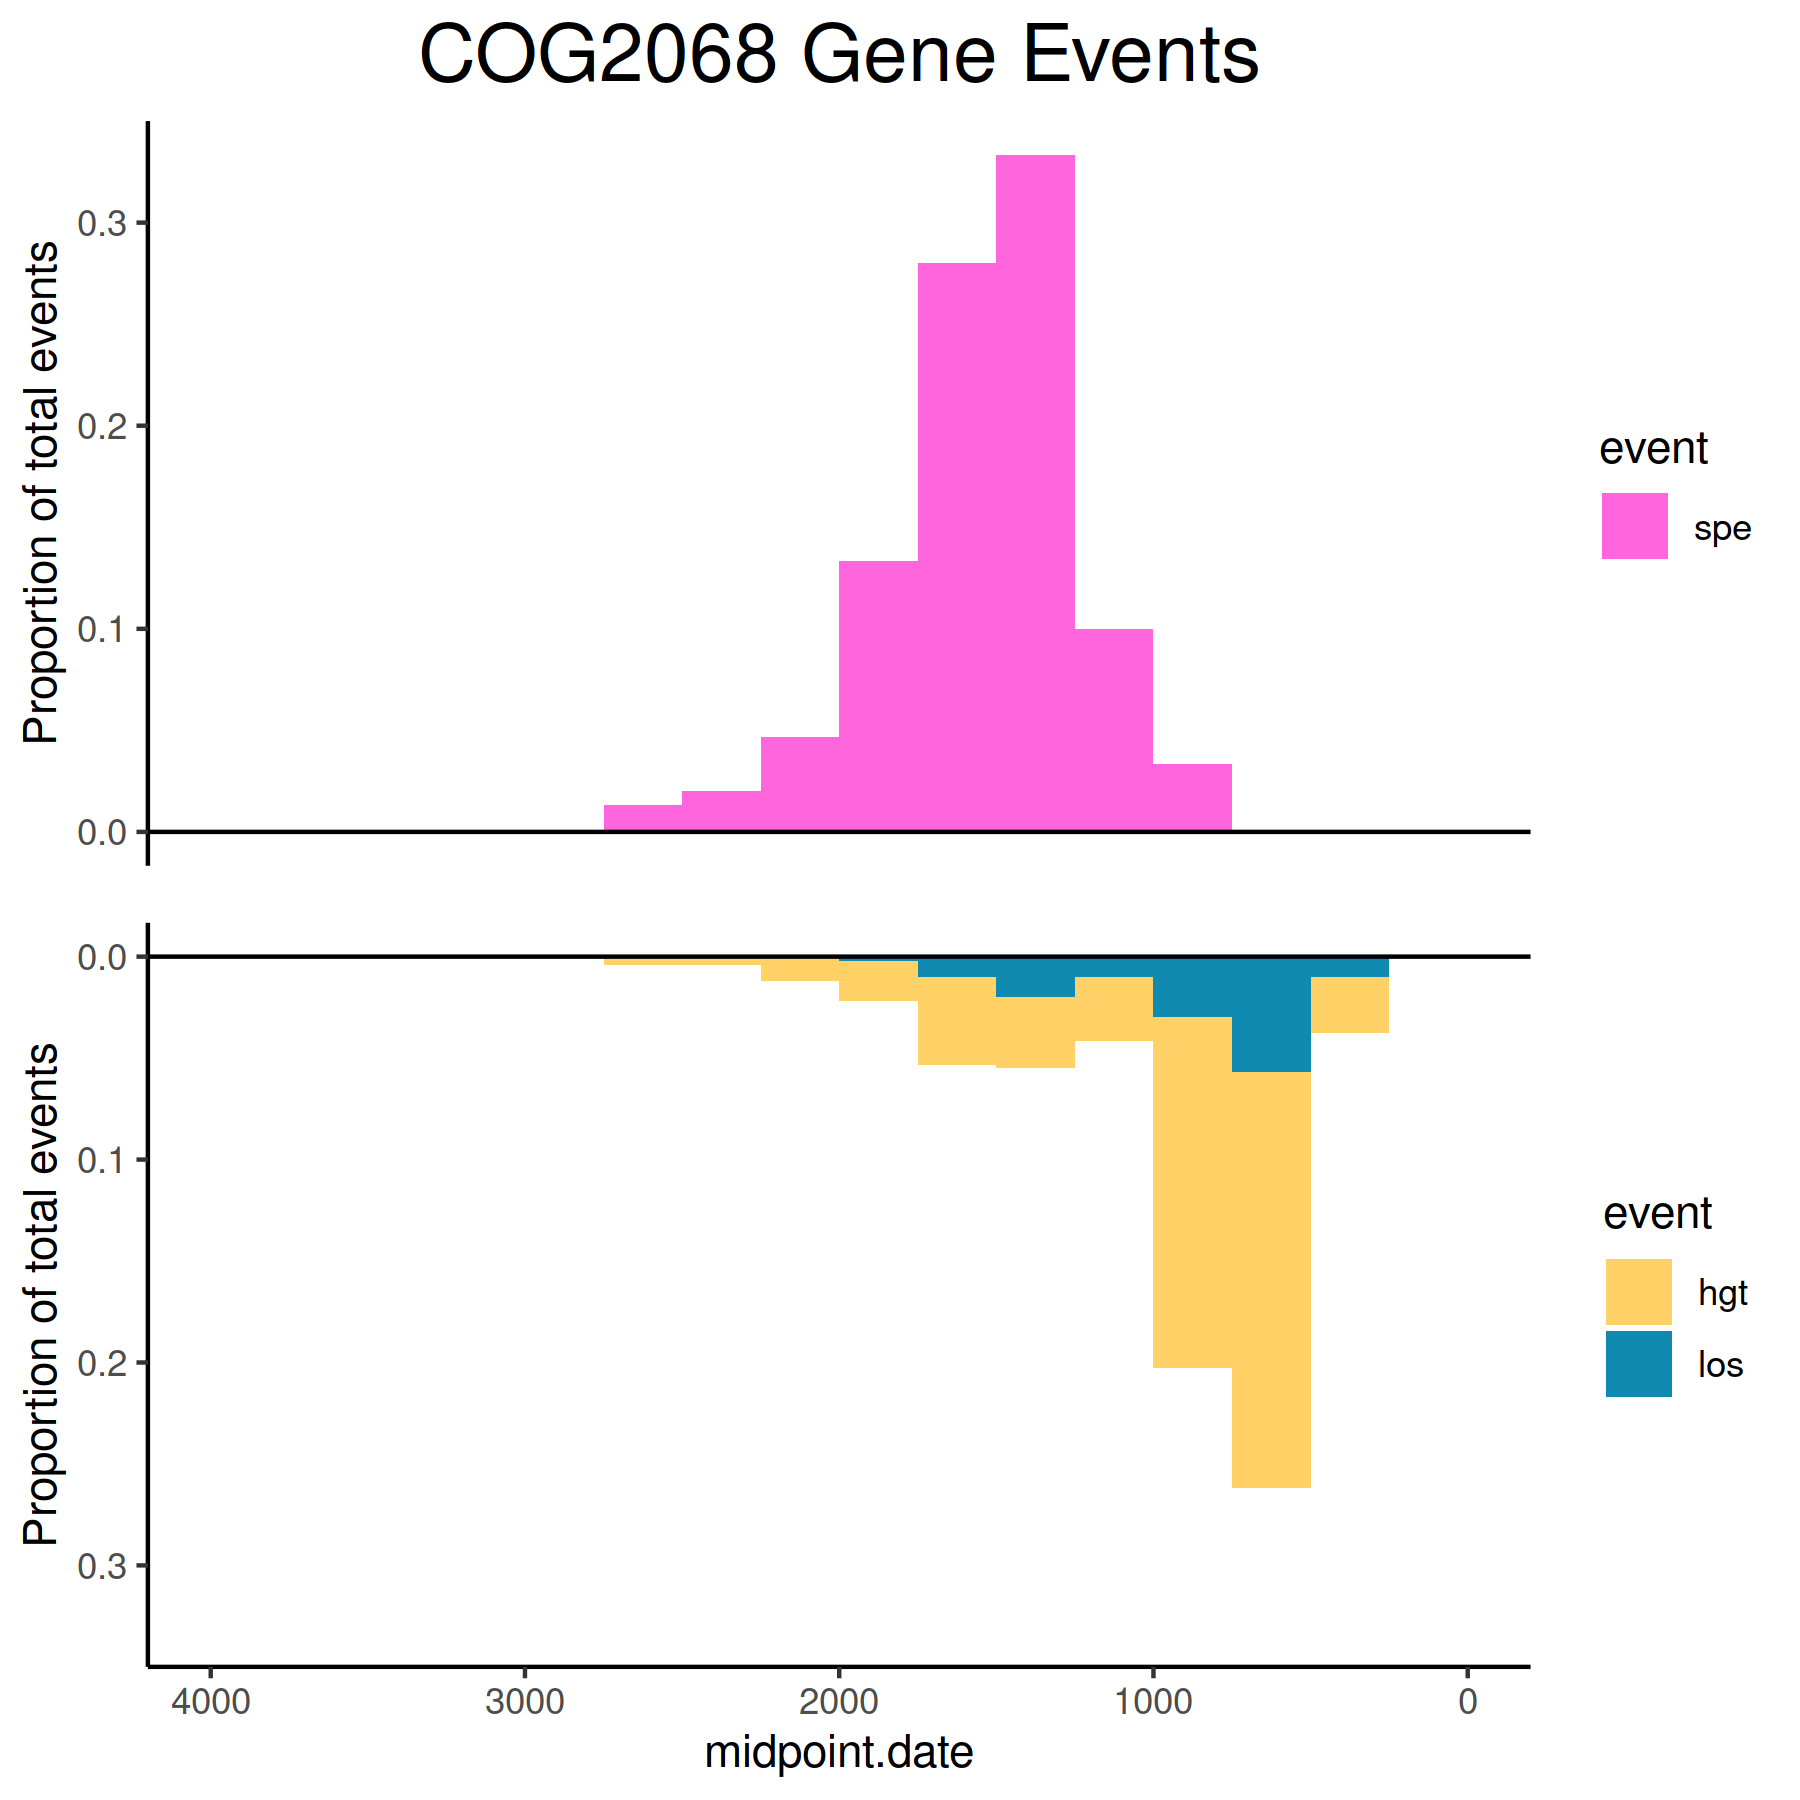 COG2068 Gene Events
Proportion of total events
0.3
0.2
0.1
0.0
event
spe
Proportion of total events
0.0
0.1
0.2
0.3
event
hgt
los
4000 3000 2000 1000 0
midpoint.date